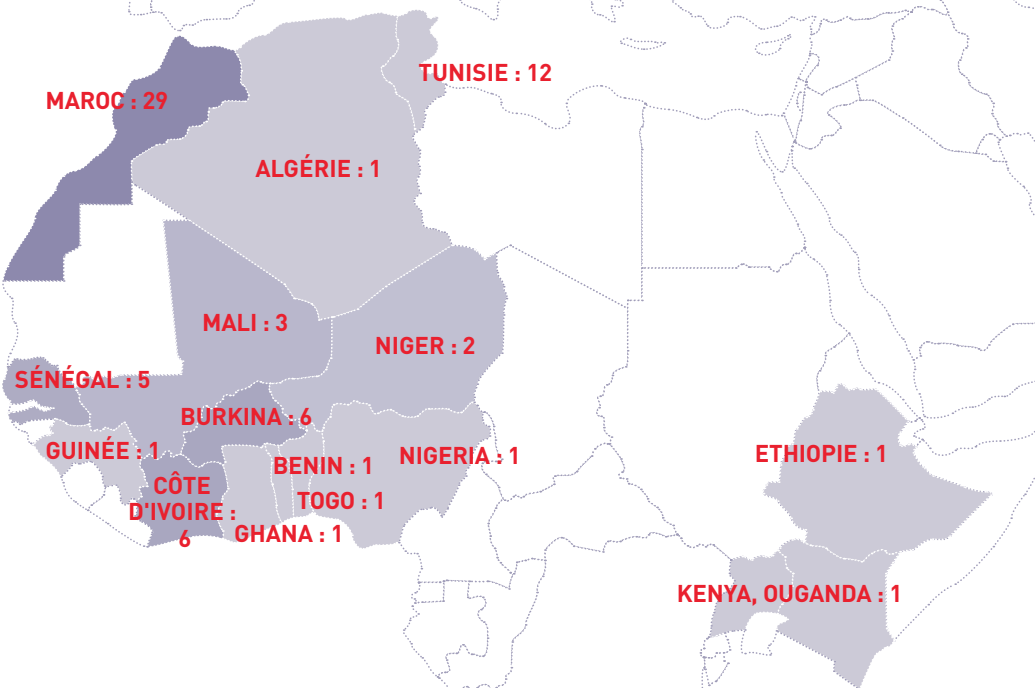 TUNISIE : 12
MAROC : 29
ALGÉRIE : 1
MALI : 3
NIGER : 2
SÉNÉGAL : 5
BURKINA : 6
GUINÉE : 1
BENIN : 1
NIGERIA : 1
ETHIOPIE : 1
CÔTE
D'IVOIRE :
6
TOGO : 1
GHANA : 1
KENYA, OUGANDA : 1